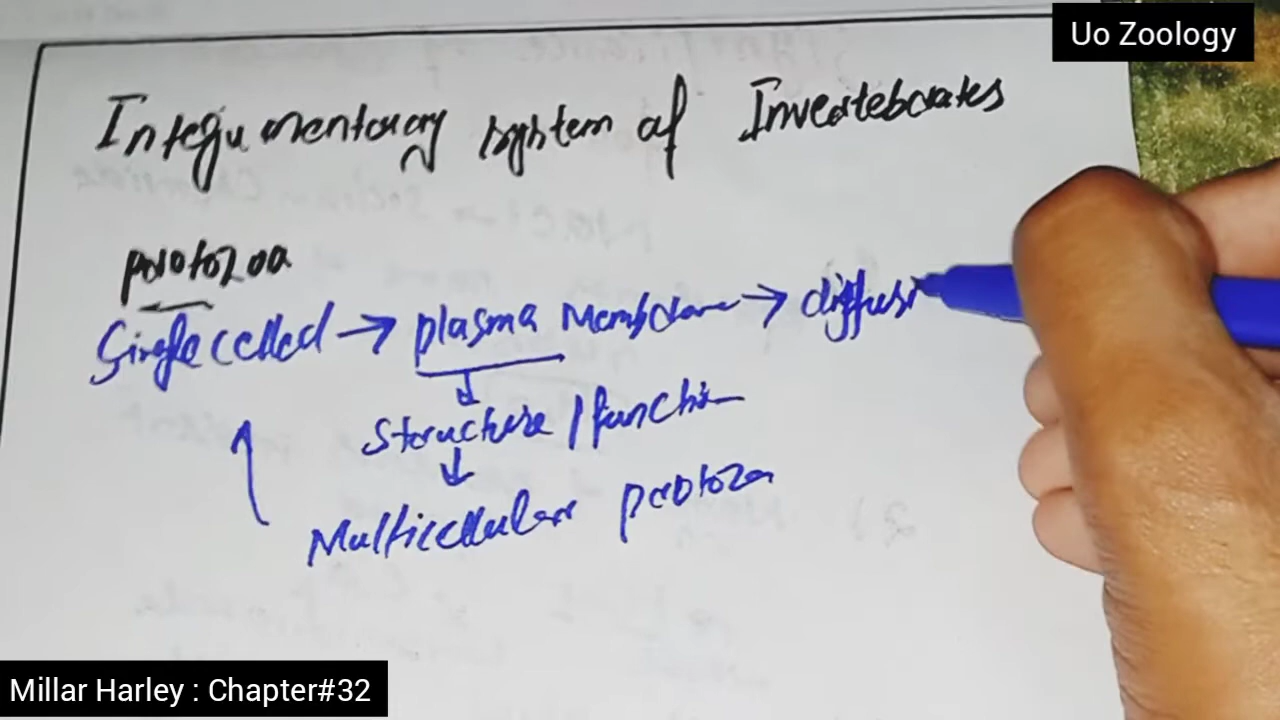 Uo Zoology
Integumentary system of Invertebrates
protozoa
Single celled → plasma Membrane → diffusi
↓
Structure / function
↓
Multicellular protoza
Millar Harley : Chapter#32